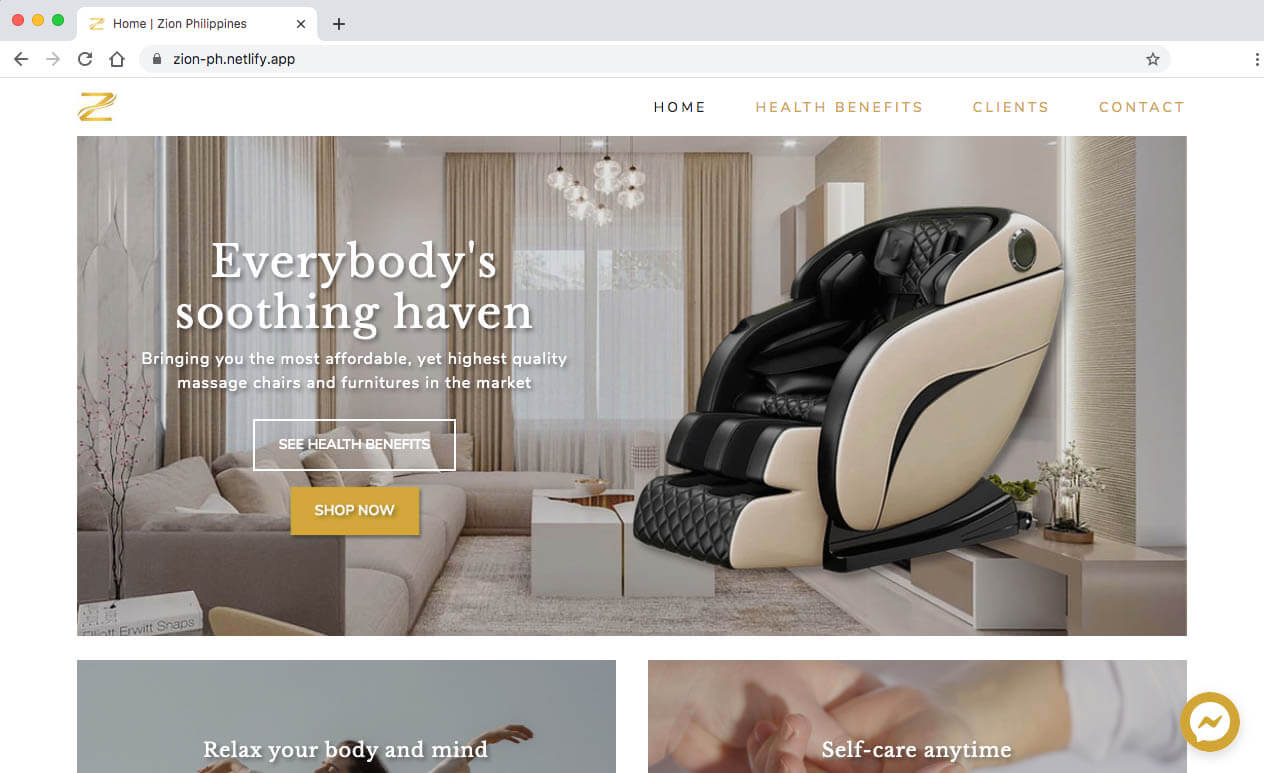 Home | Zion Philippines
zion-ph.netlify.app
HOME HEALTH BENEFITS CLIENTS CONTACT
Everybody's
soothing haven
Bringing you the most affordable, yet highest quality
massage chairs and furnitures in the market
SEE HEALTH BENEFITS
SHOP NOW
Elliott Erwitt Snaps
Relax your body and mind
Self-care anytime